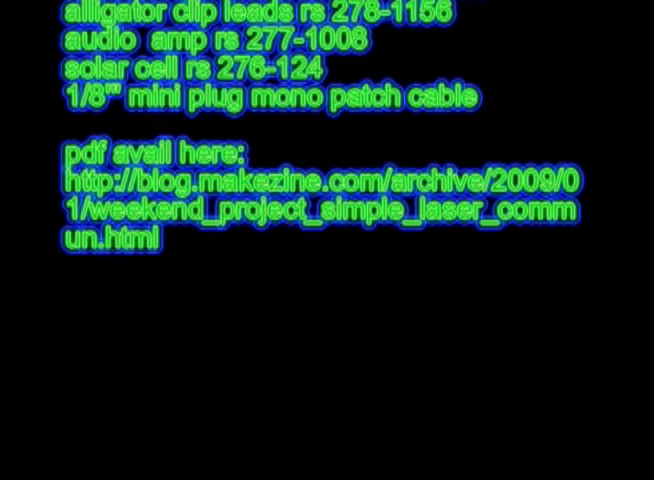 alligator clip leads rs 278-1156
audio  amp rs 277-1008
solar cell rs 276-124
1/8"' mini plug mono patch cable
pdf avail here:
http://blog.makezine.com/archive/2009/0
1/weekend_project_simple_laser_comm
un.html